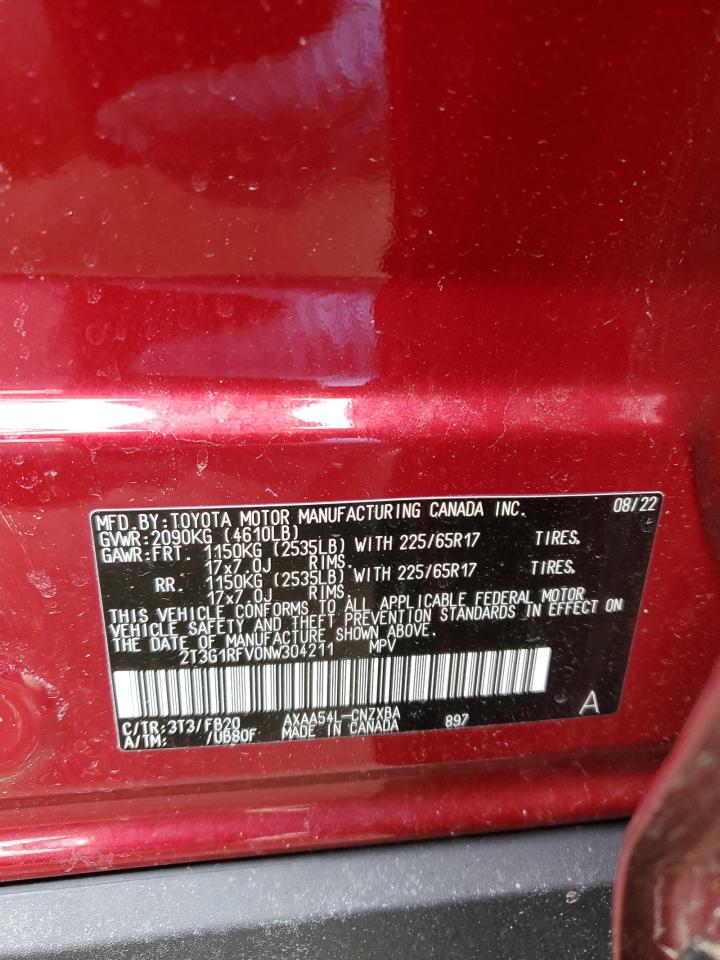 MFD.BY:TOYOTA MOTOR MANUFACTURING CANADA INC. 08/22
GVWR:2090KG (4610LB)
GAWR:FRT. 1150KG (2535LB) WITH 225/65R17 TIRES.
17x7.0J RIMS.
RR. 1150KG (2535LB) WITH 225/65R17 TIRES.
17x7.0J RIMS.
THIS VEHICLE CONFORMS TO ALL APPLICABLE FEDERAL MOTOR
VEHICLE SAFETY AND THEFT PREVENTION STANDARDS IN EFFECT ON
THE DATE OF MANUFACTURE SHOWN ABOVE.
2T3G1RFV0NW304211 MPV
C/TR:3T3/FB20 AXAA54L-CNZXBA 897 A
A/TM: /UB80F MADE IN CANADA